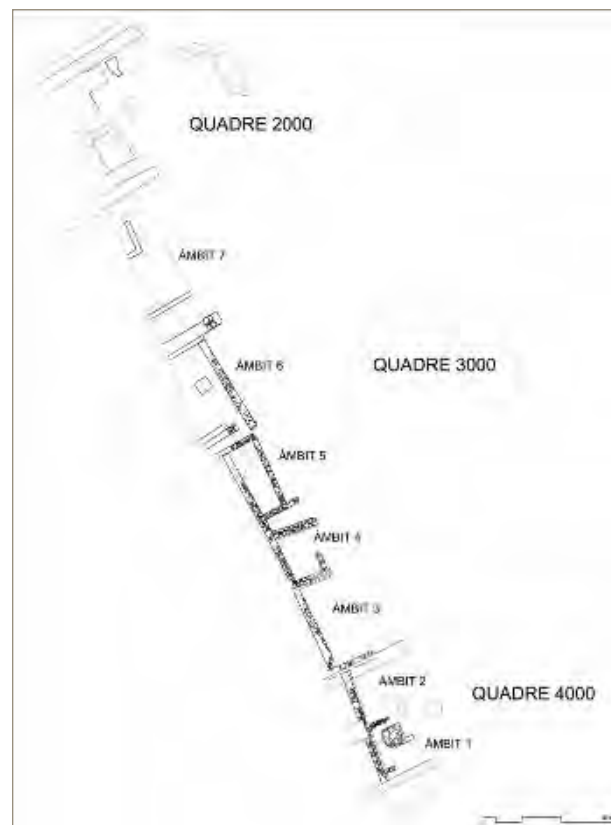 QUADRE 2000
ÀMBIT 7
ÀMBIT 6
QUADRE 3000
ÀMBIT 5
ÀMBIT 4
ÀMBIT 3
ÀMBIT 2
QUADRE 4000
ÀMBIT 1